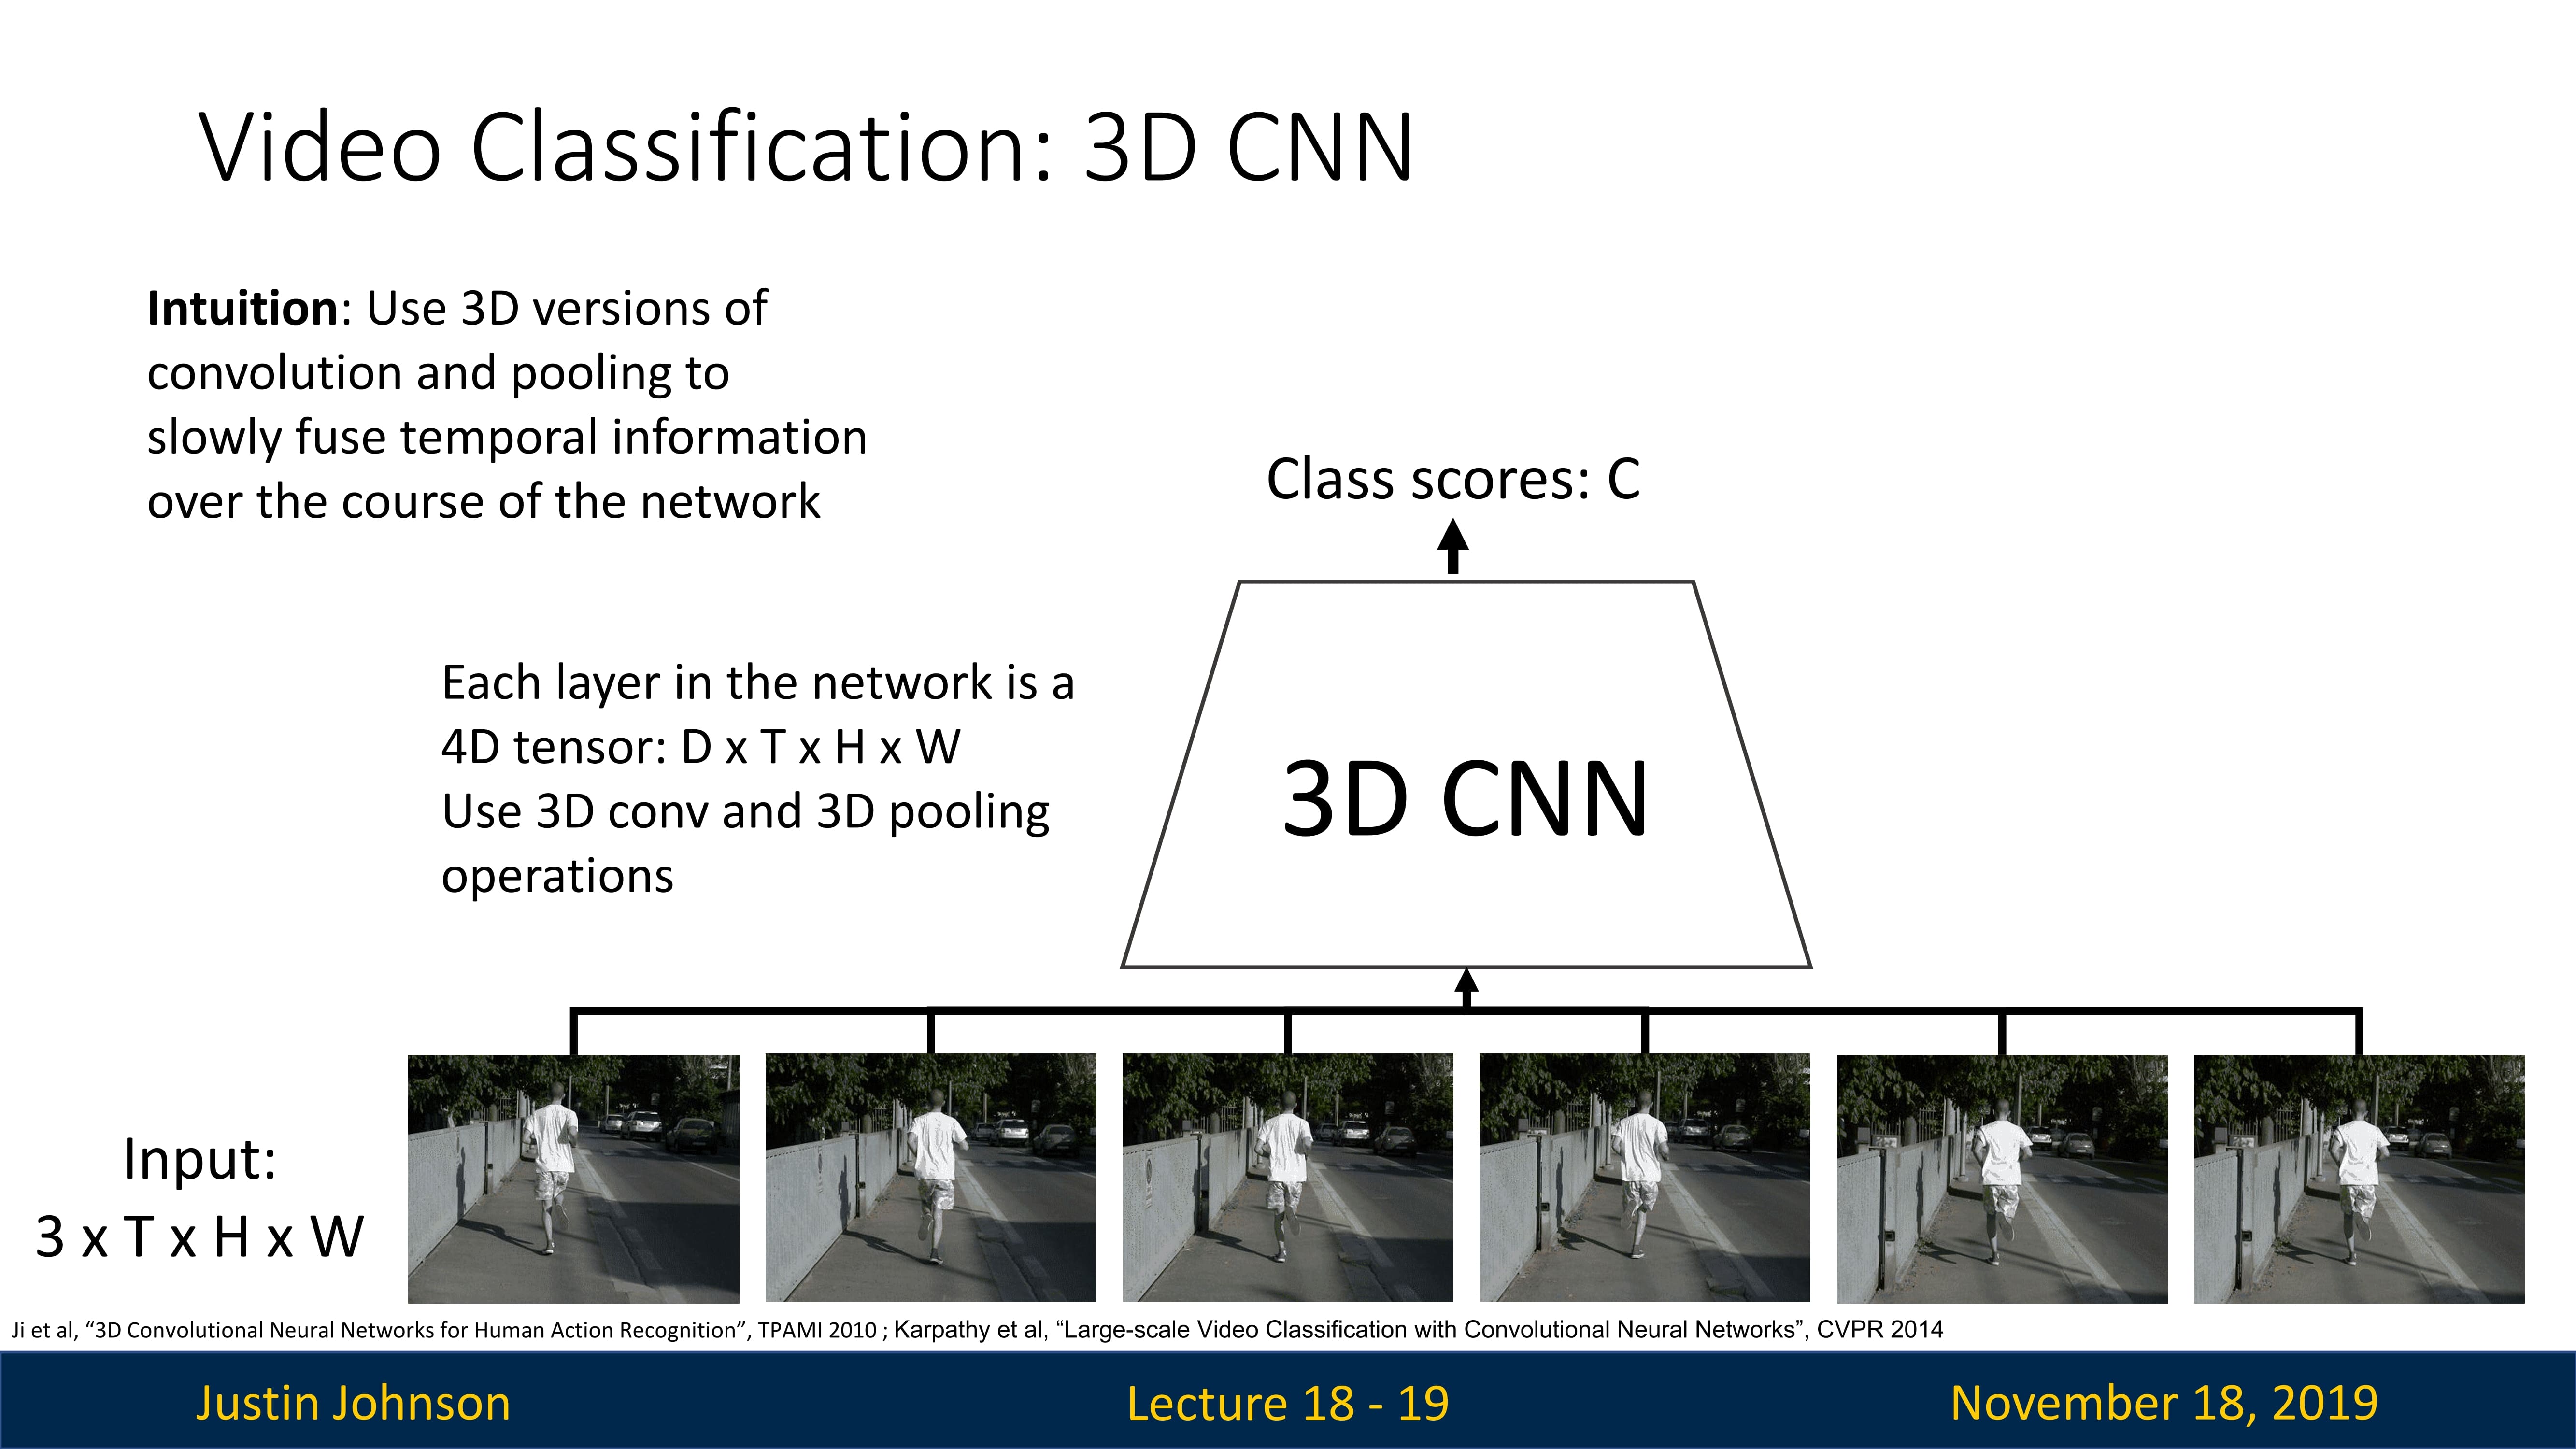 Video Classification: 3D CNN
Intuition: Use 3D versions of
convolution and pooling to
slowly fuse temporal information
over the course of the network
Class scores: C
Each layer in the network is a
4D tensor: D x T x H x W
Use 3D conv and 3D pooling
operations
3D CNN
Input:
3 x T x H x W
Ji et al, “3D Convolutional Neural Networks for Human Action Recognition”, TPAMI 2010 ; Karpathy et al, “Large-scale Video Classification with Convolutional Neural Networks”, CVPR 2014
Justin Johnson
Lecture 18 - 19
November 18, 2019